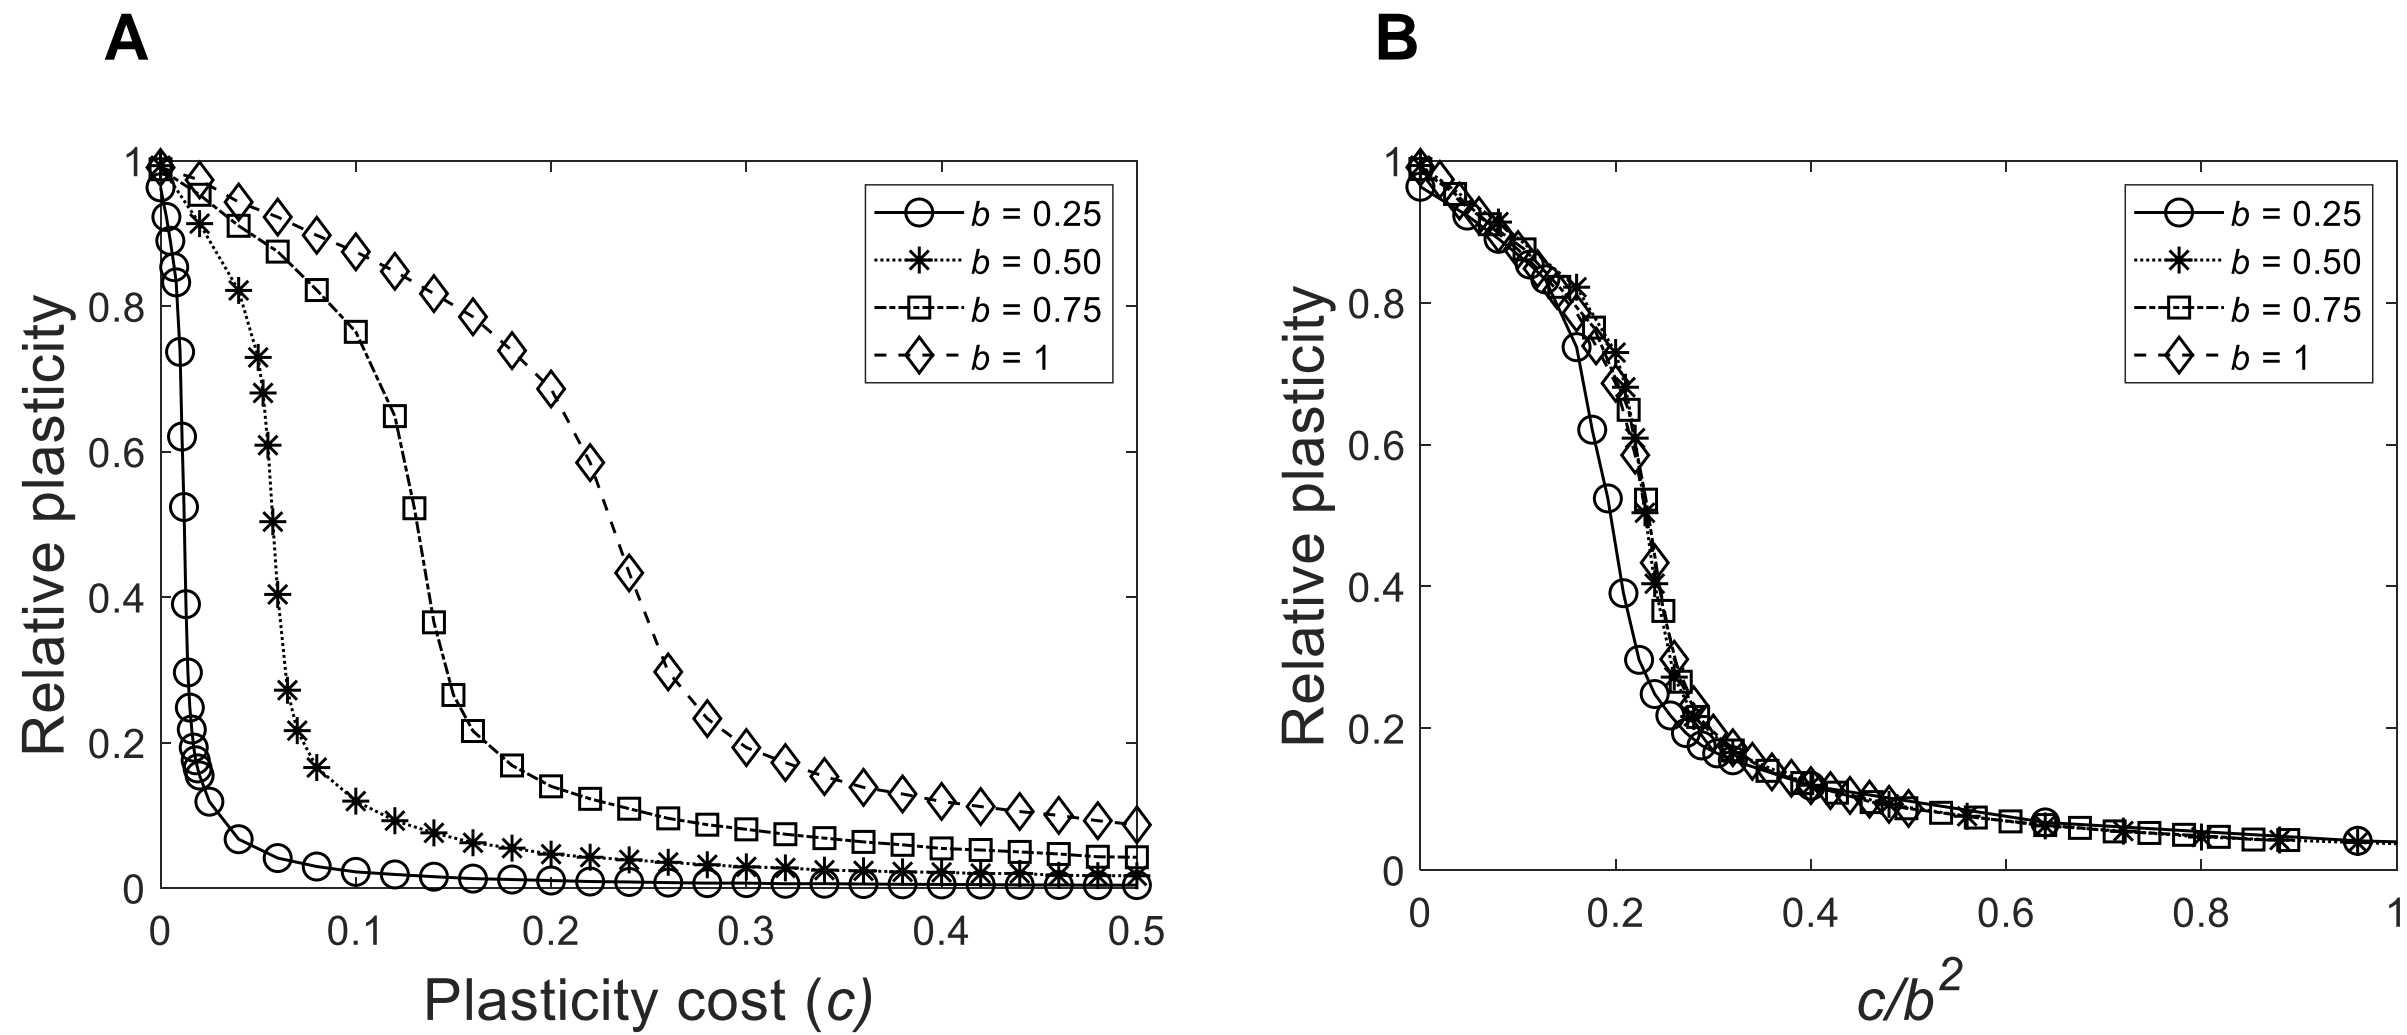 A
Relative plasticity
1
0.8
0.6
0.4
0.2
0
0
0.1
0.2
0.3
0.4
0.5
b = 0.25
b = 0.50
b = 0.75
b = 1
Plasticity cost (c)
B
Relative plasticity
1
0.8
0.6
0.4
0.2
0
0
0.2
0.4
0.6
0.8
1
b = 0.25
b = 0.50
b = 0.75
b = 1
c/b²